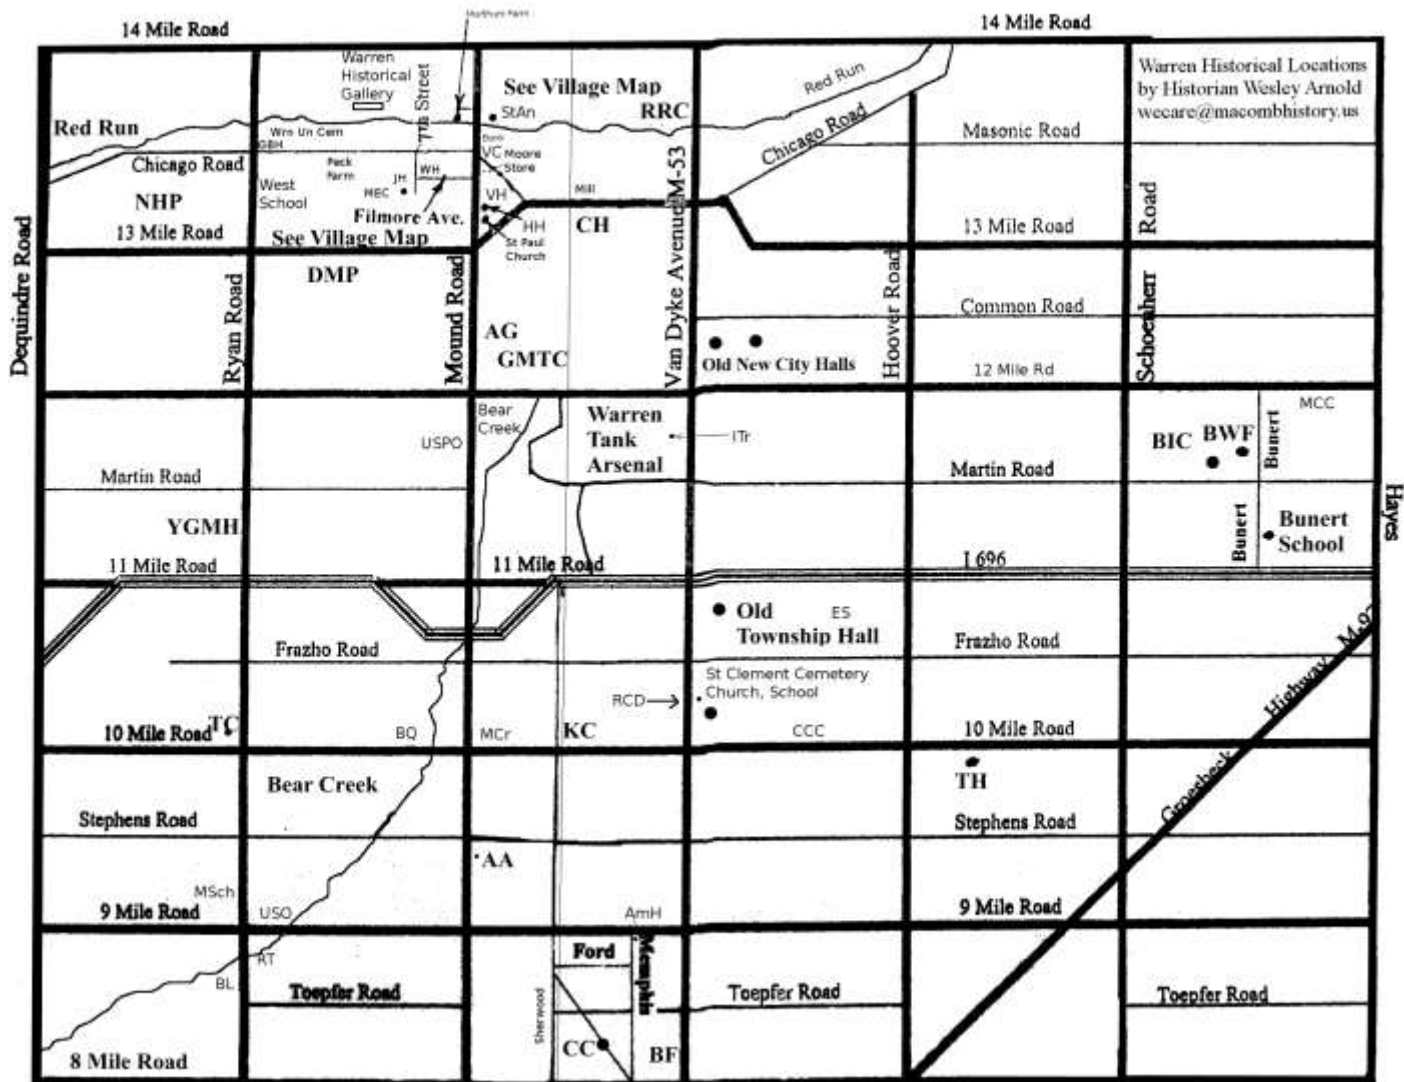 14 Mile Road
14 Mile Road
Warren
Historical
Gallery
7TH Street
See Village Map
Red Run
Warren Historical Locations
by Historian Wesley Arnold
wecare@macombhistory.us
StAn
RRC
Red Run
Wrn Un Cem
Masonic Road
Chicago Road
GBH
Bank
VC Moore
Store
Chicago Road
Peck
Farm
WH
JH
West
School
MEC
VH
Mill
NHP
Filmore Ave.
HH
CH
13 Mile Road
See Village Map
St Paul
Church
13 Mile Road
Road
Dequindre Road
DMP
Ryan Road
Mound Road
Van Dyke Avenue M-53
Hoover Road
Common Road
Schoenherr
AG
GMTC
Old New City Halls
12 Mile Rd
Bear
Creek
Warren
Tank
Arsenal
USPO
ITr
MCC
BIC
BWF
Bunert
Martin Road
Martin Road
Hayes
YGMH
Bunert
Bunert
School
11 Mile Road
11 Mile Road
I 696
Old
Township Hall
ES
Frazho Road
Frazho Road
Highway
St Clement Cemetery
Church, School
RCD
TC
10 Mile Road
BQ
MCr
KC
CCC
10 Mile Road
Bear Creek
TH
Groesbeck
Stephens Road
Stephens Road
AA
MSch
9 Mile Road
USO
AmH
9 Mile Road
Ford
Memphis
RT
BL
Toepfer Road
Toepfer Road
Toepfer Road
Sherwood
CC
BF
8 Mile Road